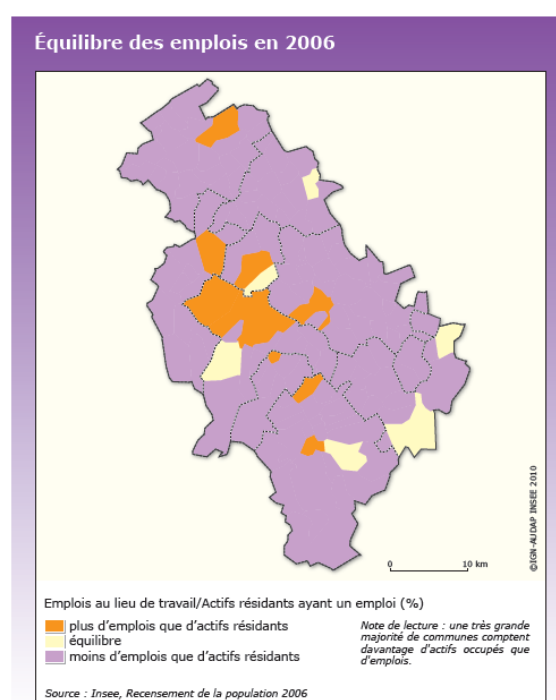 Équilibre des emplois en 2006
©IGN-AUDAP INSEE 2010
0 10 km
Emplois au lieu de travail/Actifs résidants ayant un emploi (%)
plus d'emplois que d'actifs résidants
équilibre
moins d'emplois que d'actifs résidants
Note de lecture : une très grande
majorité de communes comptent
davantage d'actifs occupés que
d'emplois.
Source : Insee, Recensement de la population 2006